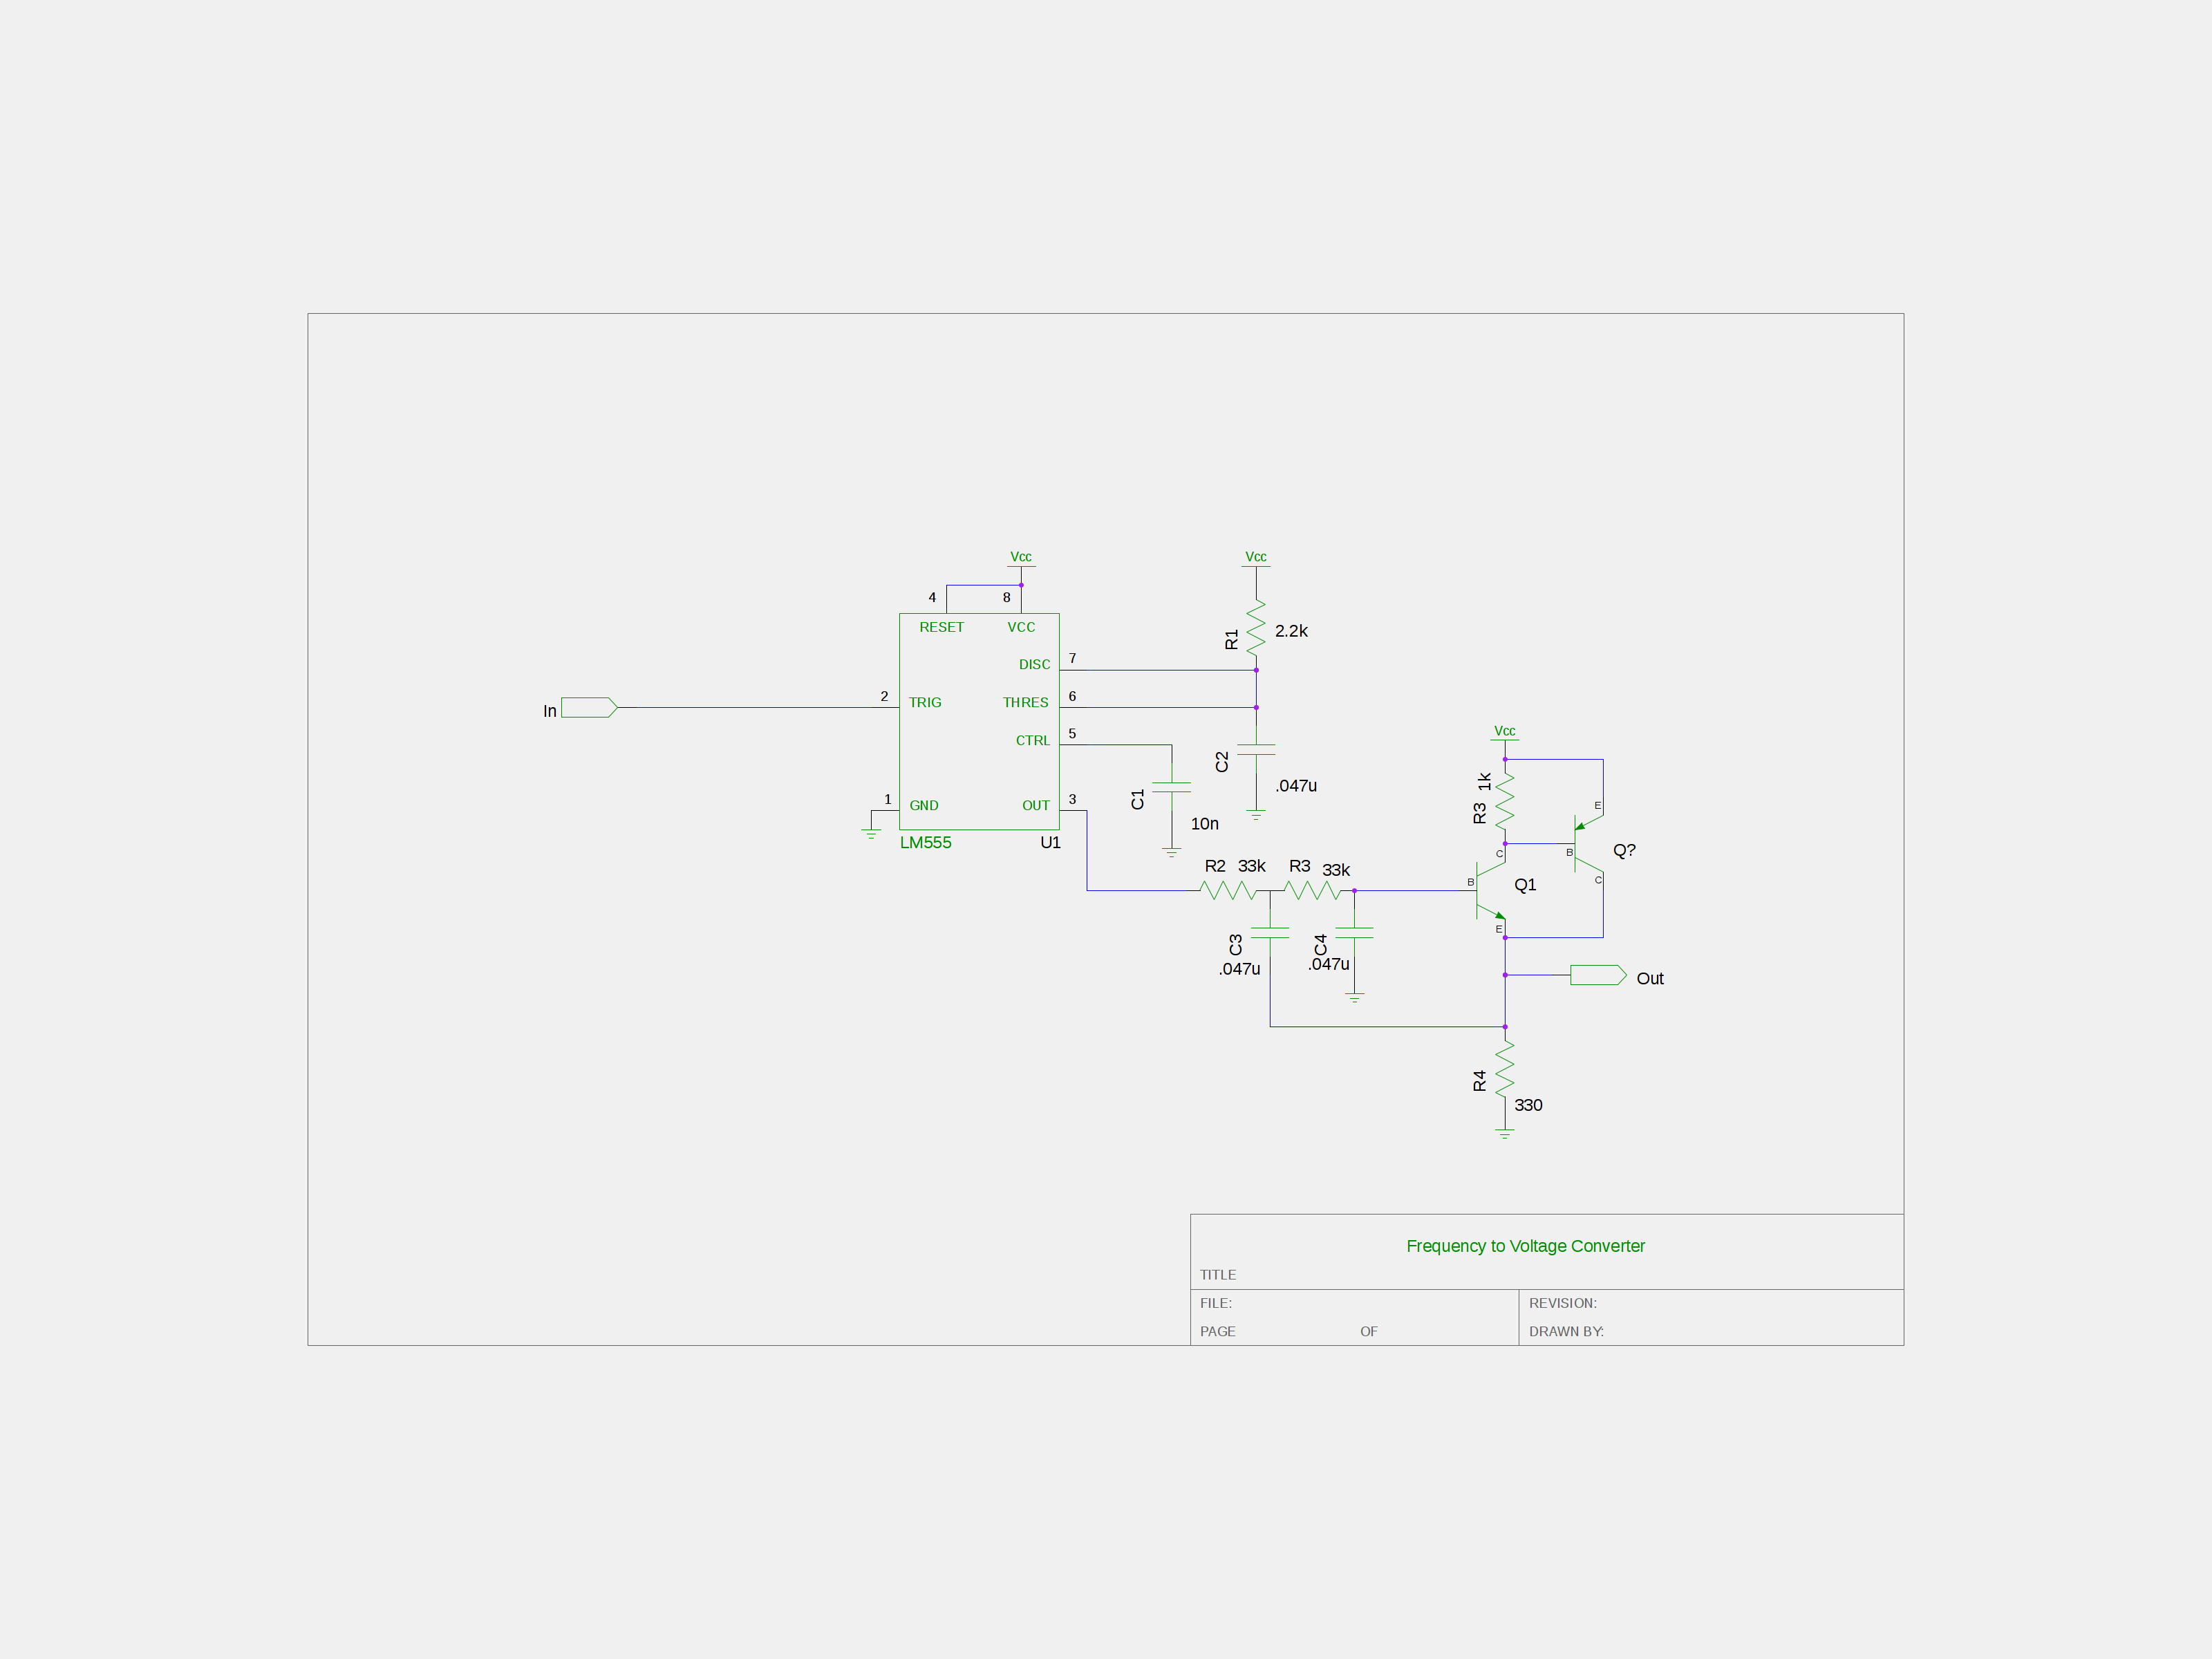 Vcc
Vcc
4
8
RESET
VCC
2.2k
R1
7
DISC
2
6
In
TRIG
THRES
5
CTRL
Vcc
C2
.047u
1k
R3
1
3
C1
E
GND
OUT
10n
LM555
U1
B
Q?
C
R2
33k
R3
33k
B
Q1
C
E
C3
C4
.047u
.047u
Out
R4
330
Frequency to Voltage Converter
TITLE
FILE:
REVISION:
PAGE
OF
DRAWN BY: